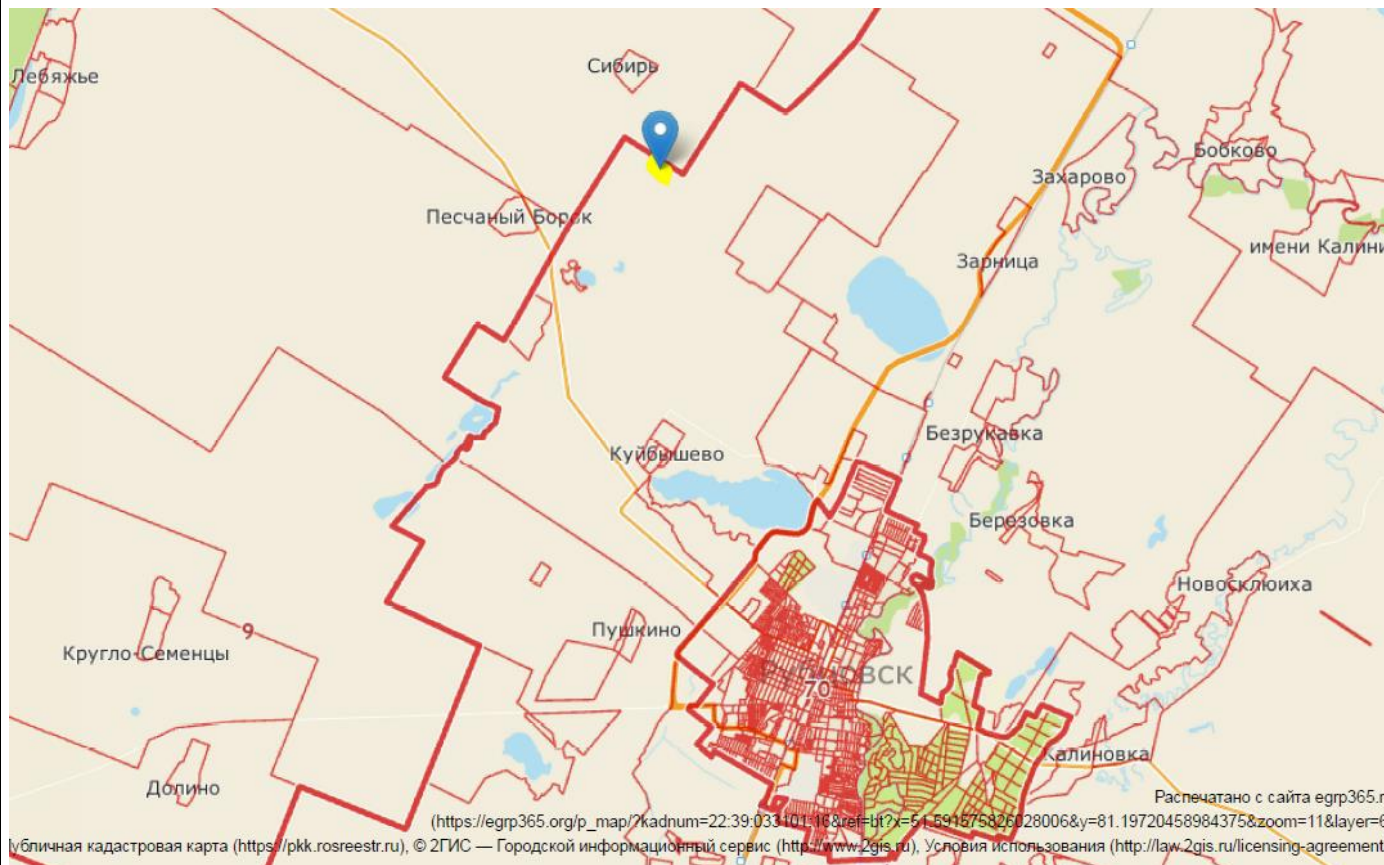 Сибирь
Лебяжье
Бобково
Захарово
Песчаный Борок
имени Калини
Зарница
Безрукавка
Куйбышево
Березовка
Новосклюиха
Пушкино
9
Кругло-Семенцы
Рубцовск
70
Калиновка
Долино
Распечатано с сайта egrp365.r
(https://egrp365.org/p_map/?kadnum=22:39:033101:16&ref=bt?x=51.591575826028006&y=81.19720458984375&zoom=11&layer=6
убличная кадастровая карта (https://pkk.rosreestr.ru), © 2ГИС — Городской информационный сервис (http://www.2gis.ru), Условия использования (http://law.2gis.ru/licensing-agreement